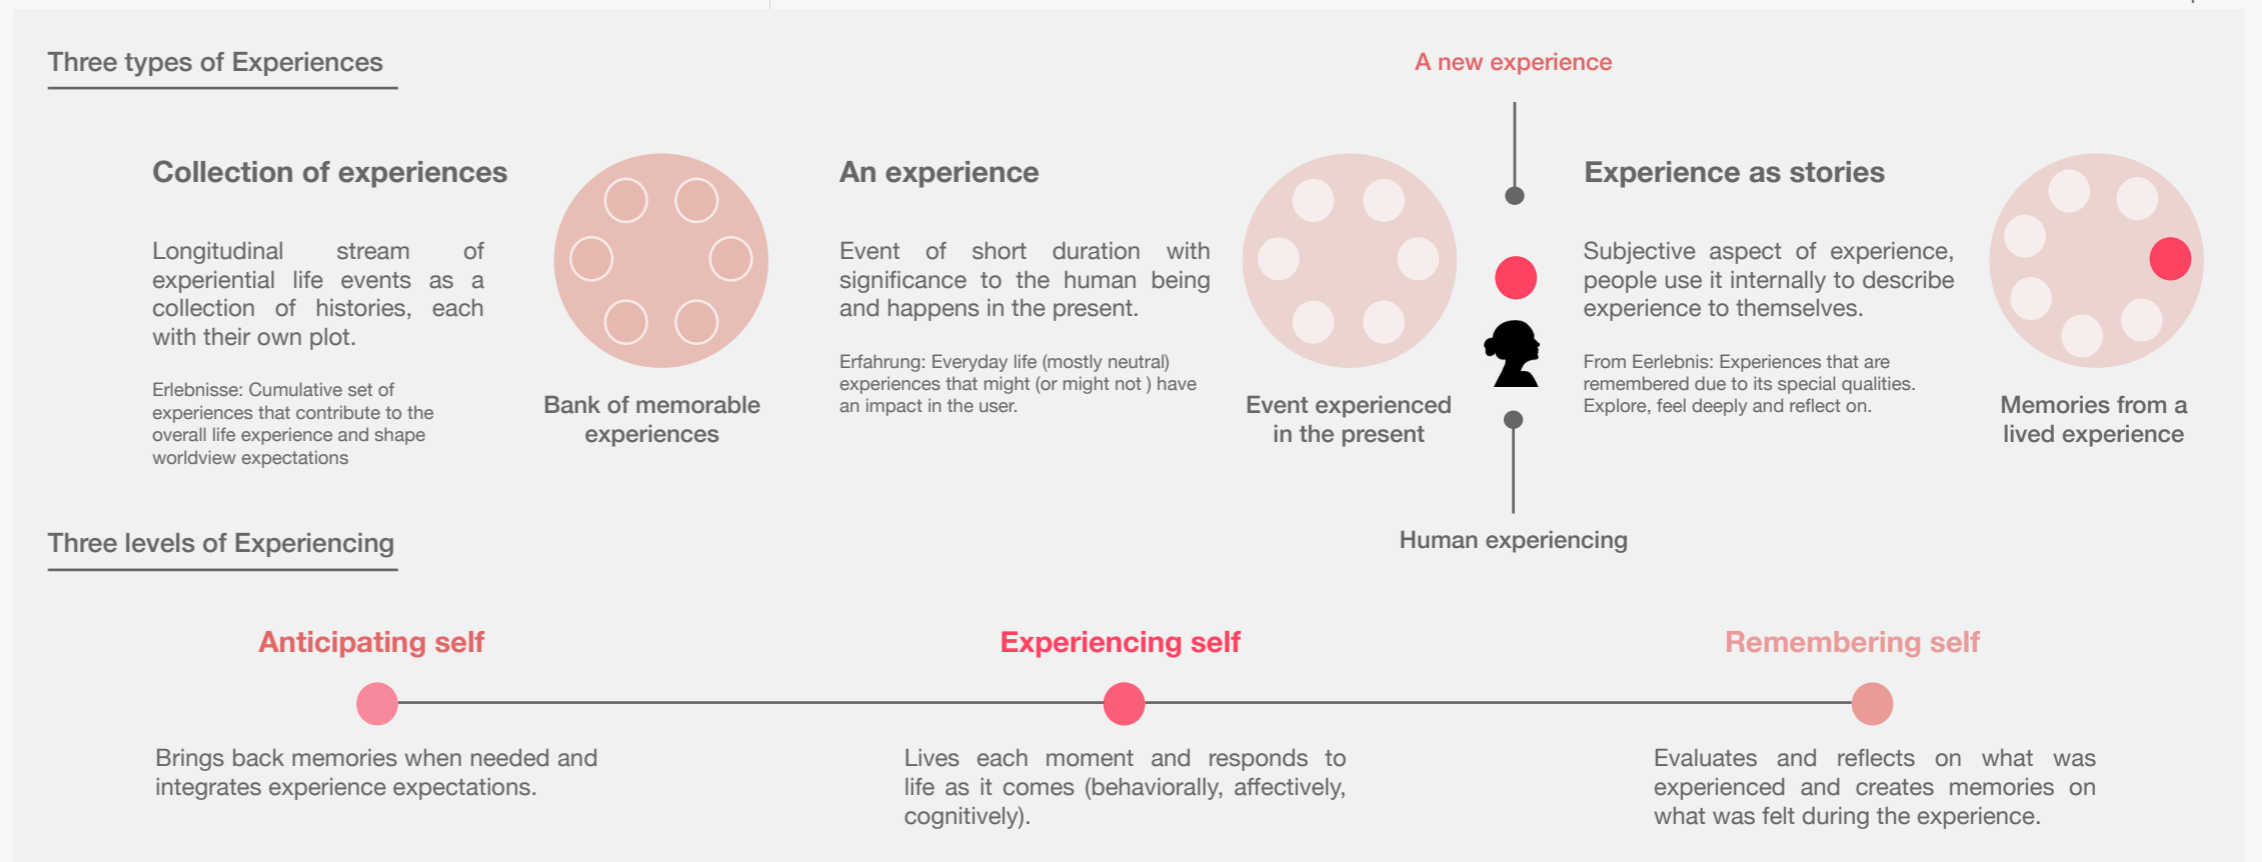 Three types of Experiences
A new experience
Collection of experiences
Longitudinal stream of
experiential life events as a
collection of histories, each
with their own plot.
Erlebnisse: Cumulative set of
experiences that contribute to the
overall life experience and shape
worldview expectations
Bank of memorable
experiences
An experience
Event of short duration with
significance to the human being
and happens in the present.
Erfahrung: Everyday life (mostly neutral)
experiences that might (or might not ) have
an impact in the user.
Event experienced
in the present
Experience as stories
Subjective aspect of experience,
people use it internally to describe
experience to themselves.
From Eerlebnis: Experiences that are
remembered due to its special qualities.
Explore, feel deeply and reflect on.
Memories from a
lived experience
Human experiencing
Three levels of Experiencing
Anticipating self
Brings back memories when needed and
integrates experience expectations.
Experiencing self
Lives each moment and responds to
life as it comes (behaviorally, affectively,
cognitively).
Remembering self
Evaluates and reflects on what was
experienced and creates memories on
what was felt during the experience.